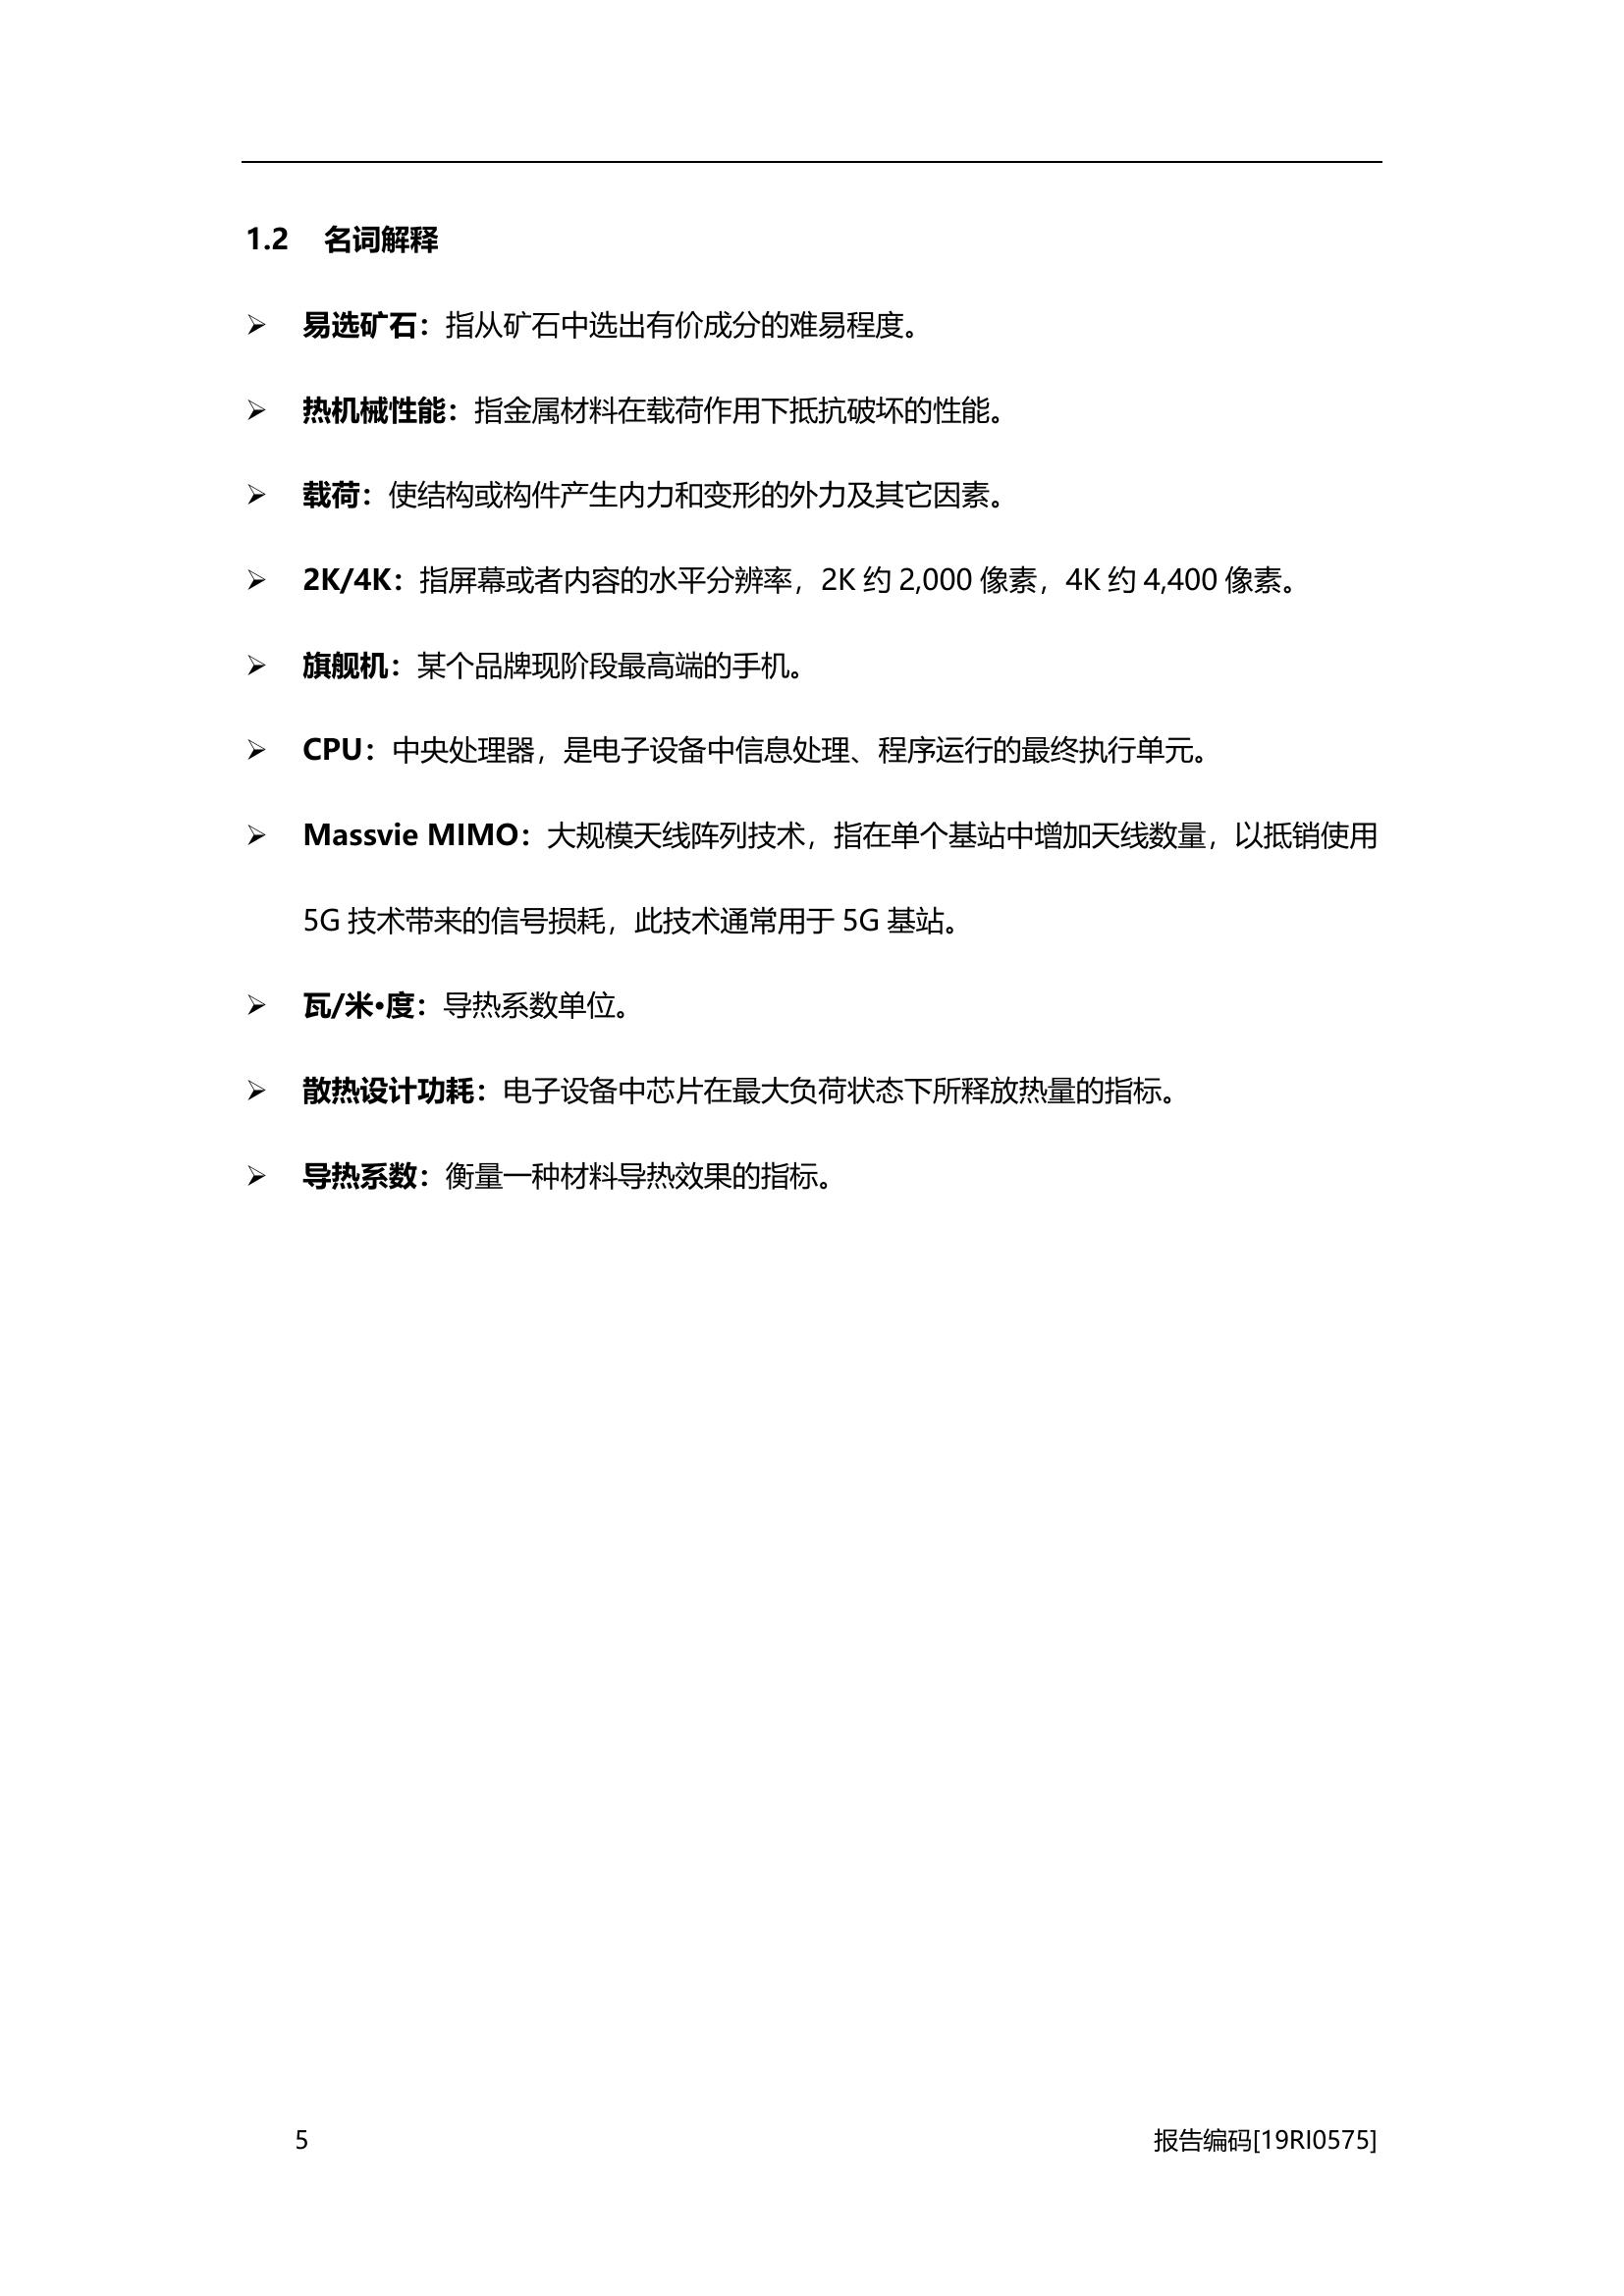 1.2 名词解释
➢ 易选矿石：指从矿石中选出有价成分的难易程度。
➢ 热机械性能：指金属材料在载荷作用下抵抗破坏的性能。
➢ 载荷：使结构或构件产生内力和变形的外力及其它因素。
➢ 2K/4K：指屏幕或者内容的水平分辨率，2K 约 2,000 像素，4K 约 4,400 像素。
➢ 旗舰机：某个品牌现阶段最高端的手机。
➢ CPU：中央处理器，是电子设备中信息处理、程序运行的最终执行单元。
➢ Massvie MIMO：大规模天线阵列技术，指在单个基站中增加天线数量，以抵销使用
5G 技术带来的信号损耗，此技术通常用于 5G 基站。
➢ 瓦/米·度：导热系数单位。
➢ 散热设计功耗：电子设备中芯片在最大负荷状态下所释放热量的指标。
➢ 导热系数：衡量一种材料导热效果的指标。
5 报告编码[19RI0575]